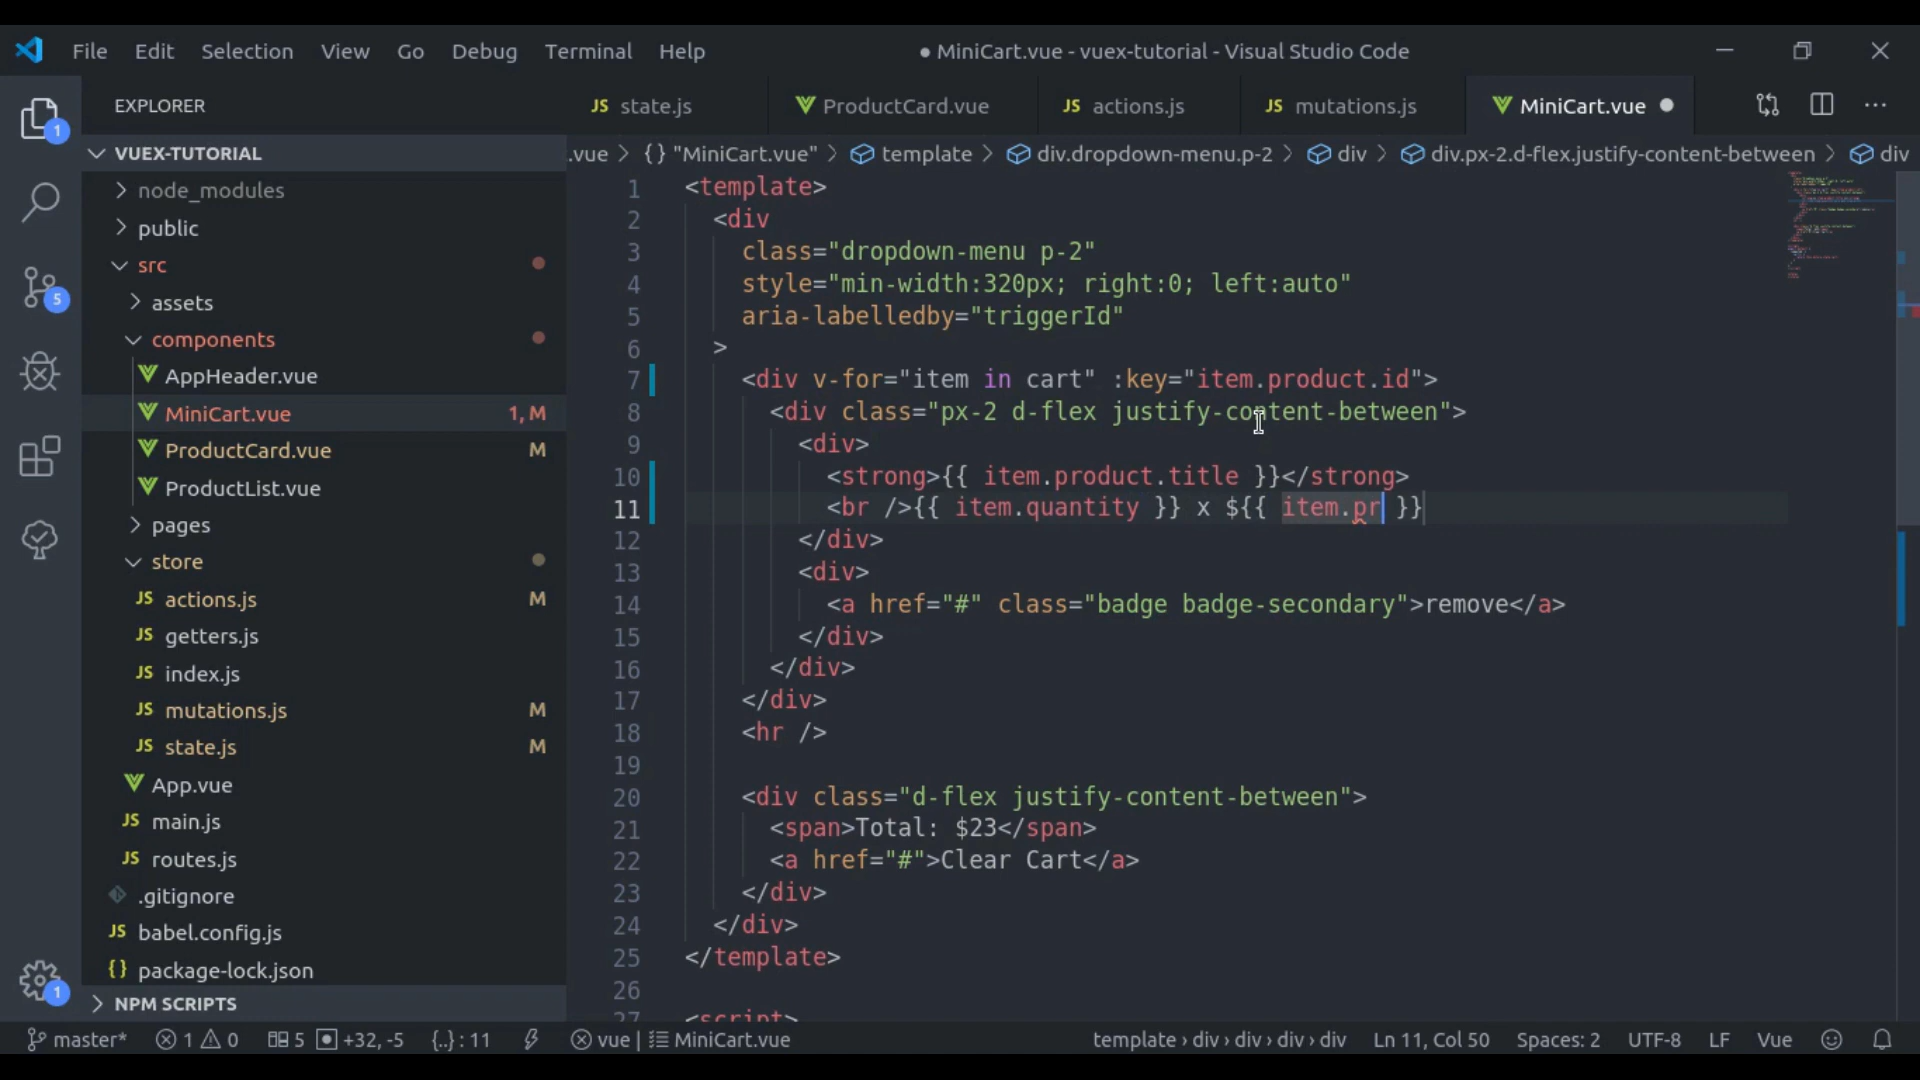 File Edit Selection View Go Debug Terminal Help
● MiniCart.vue - vuex-tutorial - Visual Studio Code
EXPLORER
1
VUEX-TUTORIAL
node_modules
public
src
5
assets
components
AppHeader.vue
MiniCart.vue 1, M
ProductCard.vue M
ProductList.vue
pages
store
JS actions.js M
JS getters.js
JS index.js
JS mutations.js M
JS state.js M
App.vue
JS main.js
JS routes.js
.gitignore
JS babel.config.js
{} package-lock.json
1
NPM SCRIPTS
JS state.js
ProductCard.vue
JS actions.js
JS mutations.js
MiniCart.vue ●
.vue > {} "MiniCart.vue" > template > div.dropdown-menu.p-2 > div > div.px-2.d-flex.justify-content-between > div
1 <template>
2 <div
3 class="dropdown-menu p-2"
4 style="min-width:320px; right:0; left:auto"
5 aria-labelledby="triggerId"
6 >
7 <div v-for="item in cart" :key="item.product.id">
8 <div class="px-2 d-flex justify-content-between">
9 <div>
10 <strong>{{ item.product.title }}</strong>
11 <br />{{ item.quantity }} x ${{ item.pr }}
12 </div>
13 <div>
14 <a href="#" class="badge badge-secondary">remove</a>
15 </div>
16 </div>
17 </div>
18 <hr />
19
20 <div class="d-flex justify-content-between">
21 <span>Total: $23</span>
22 <a href="#">Clear Cart</a>
23 </div>
24 </div>
25 </template>
26
27 <script>
master* 1 0 5 +32, -5 {..} : 11 vue | MiniCart.vue template › div › div › div › div Ln 11, Col 50 Spaces: 2 UTF-8 LF Vue